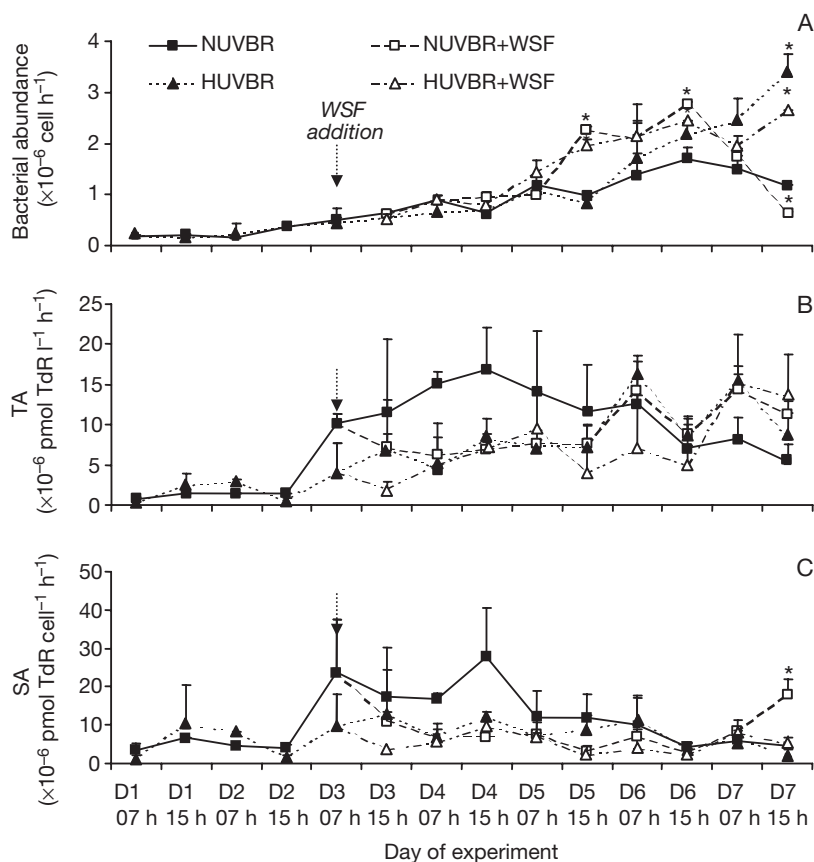 A
Bacterial abundance
(×10⁻⁶ cell h⁻¹)
4
3
2
1
0
NUVBR
NUVBR+WSF
HUVBR
HUVBR+WSF
WSF
addition
*
*
*
*
*
B
TA
(×10⁻⁶ pmol TdR l⁻¹ h⁻¹)
25
20
15
10
5
0
C
SA
(×10⁻⁶ pmol TdR cell⁻¹ h⁻¹)
50
40
30
20
10
0
*
D1 D1 D2 D2 D3 D3 D4 D4 D5 D5 D6 D6 D7 D7
07 h 15 h 07 h 15 h 07 h 15 h 07 h 15 h 07 h 15 h 07 h 15 h 07 h 15 h
Day of experiment